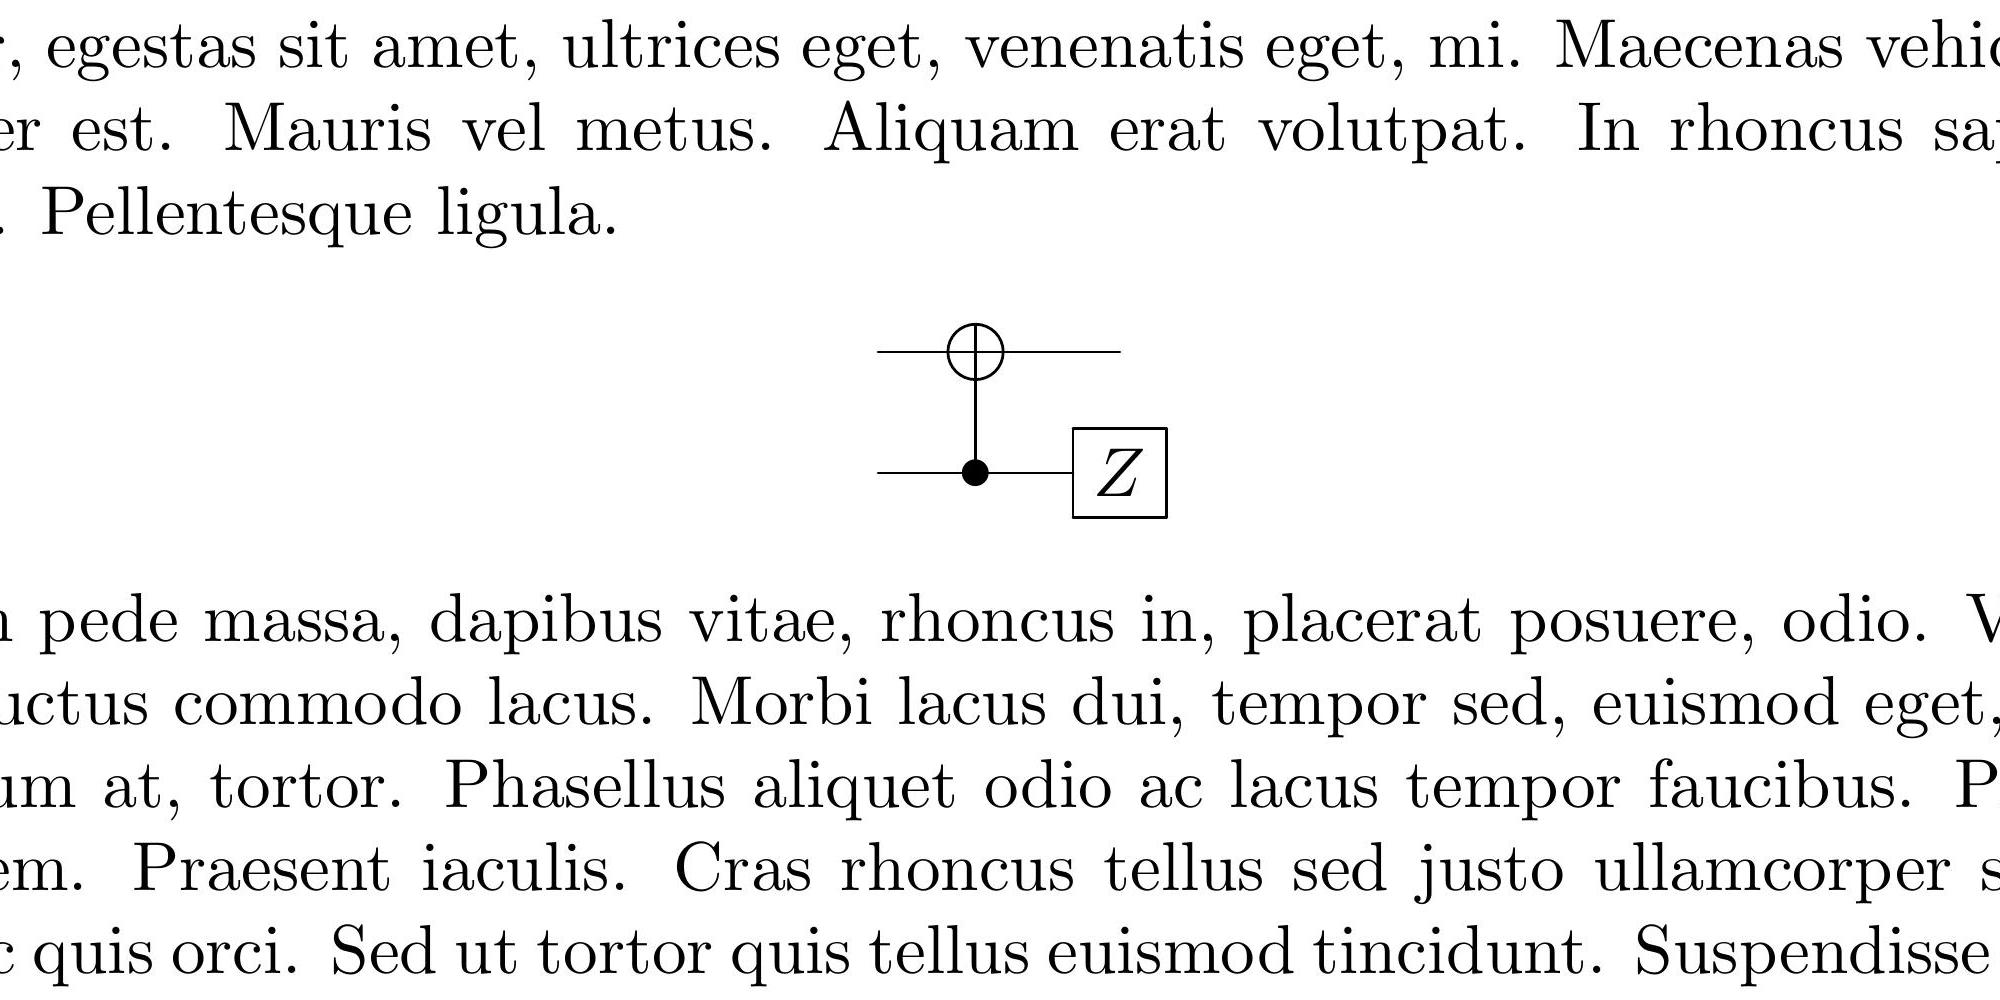 , egestas sit amet, ultrices eget, venenatis eget, mi. Maecenas
er est. Mauris vel metus. Aliquam erat volutpat. In rhoncus
. Pellentesque ligula.
Z
pede massa, dapibus vitae, rhoncus in, placerat posuere, odio.
uctus commodo lacus. Morbi lacus dui, tempor sed, euismod eget,
um at, tortor. Phasellus aliquet odio ac lacus tempor faucibus.
em. Praesent iaculis. Cras rhoncus tellus sed justo ullamcorper
quis orci. Sed ut tortor quis tellus euismod tincidunt. Suspendisse